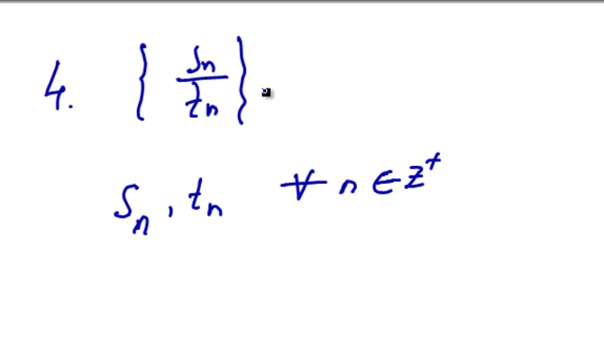 4. { Sn/tn }
Sn, tn ∀ n ∈ Z⁺